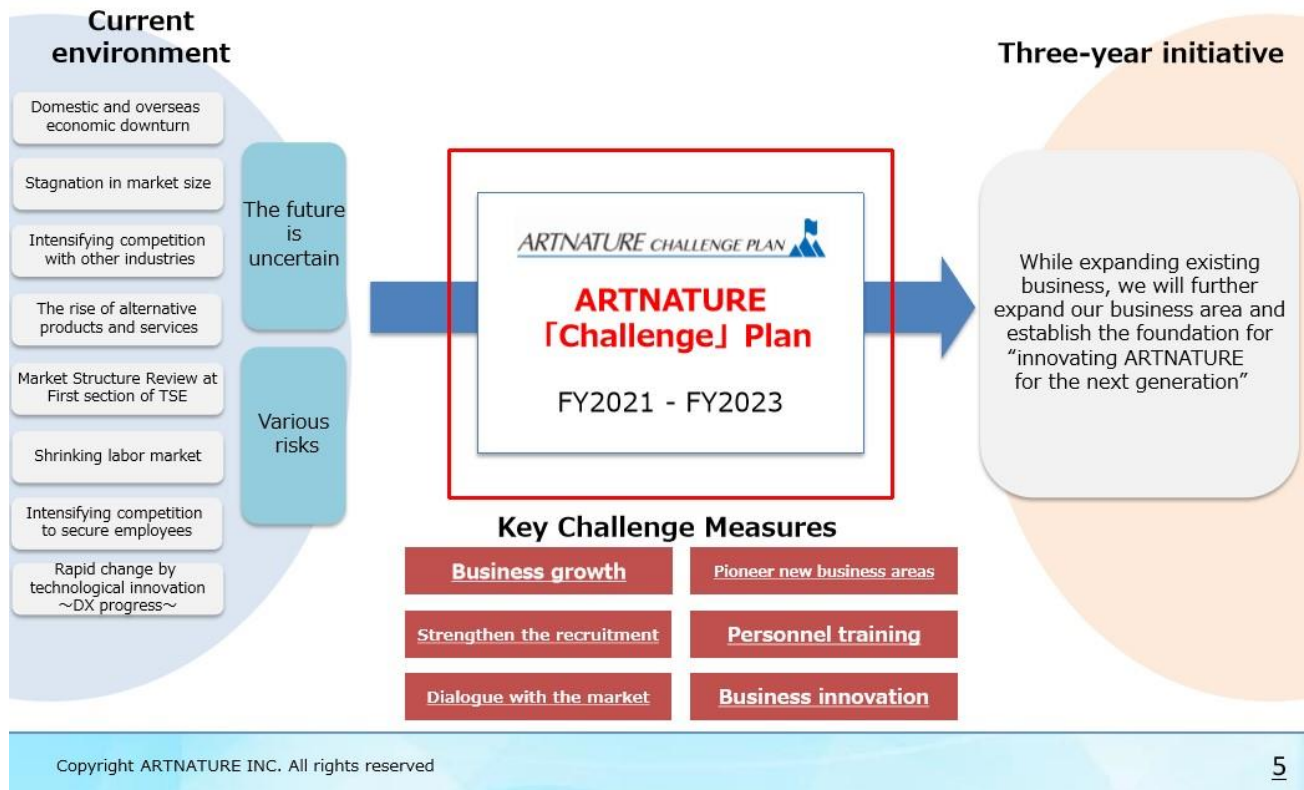 Current
environment
Domestic and overseas
economic downturn
Stagnation in market size
Intensifying competition
with other industries
The rise of alternative
products and services
Market Structure Review at
First section of TSE
Shrinking labor market
Intensifying competition
to secure employees
Rapid change by
technological innovation
～DX progress～
The future
is
uncertain
Various
risks
ARTNATURE CHALLENGE PLAN
ARTNATURE
「Challenge」 Plan
FY2021 - FY2023
Key Challenge Measures
Business growth
Pioneer new business areas
Strengthen the recruitment
Personnel training
Dialogue with the market
Business innovation
Three-year initiative
While expanding existing
business, we will further
expand our business area and
establish the foundation for
“innovating ARTNATURE
for the next generation”
Copyright ARTNATURE INC. All rights reserved
5